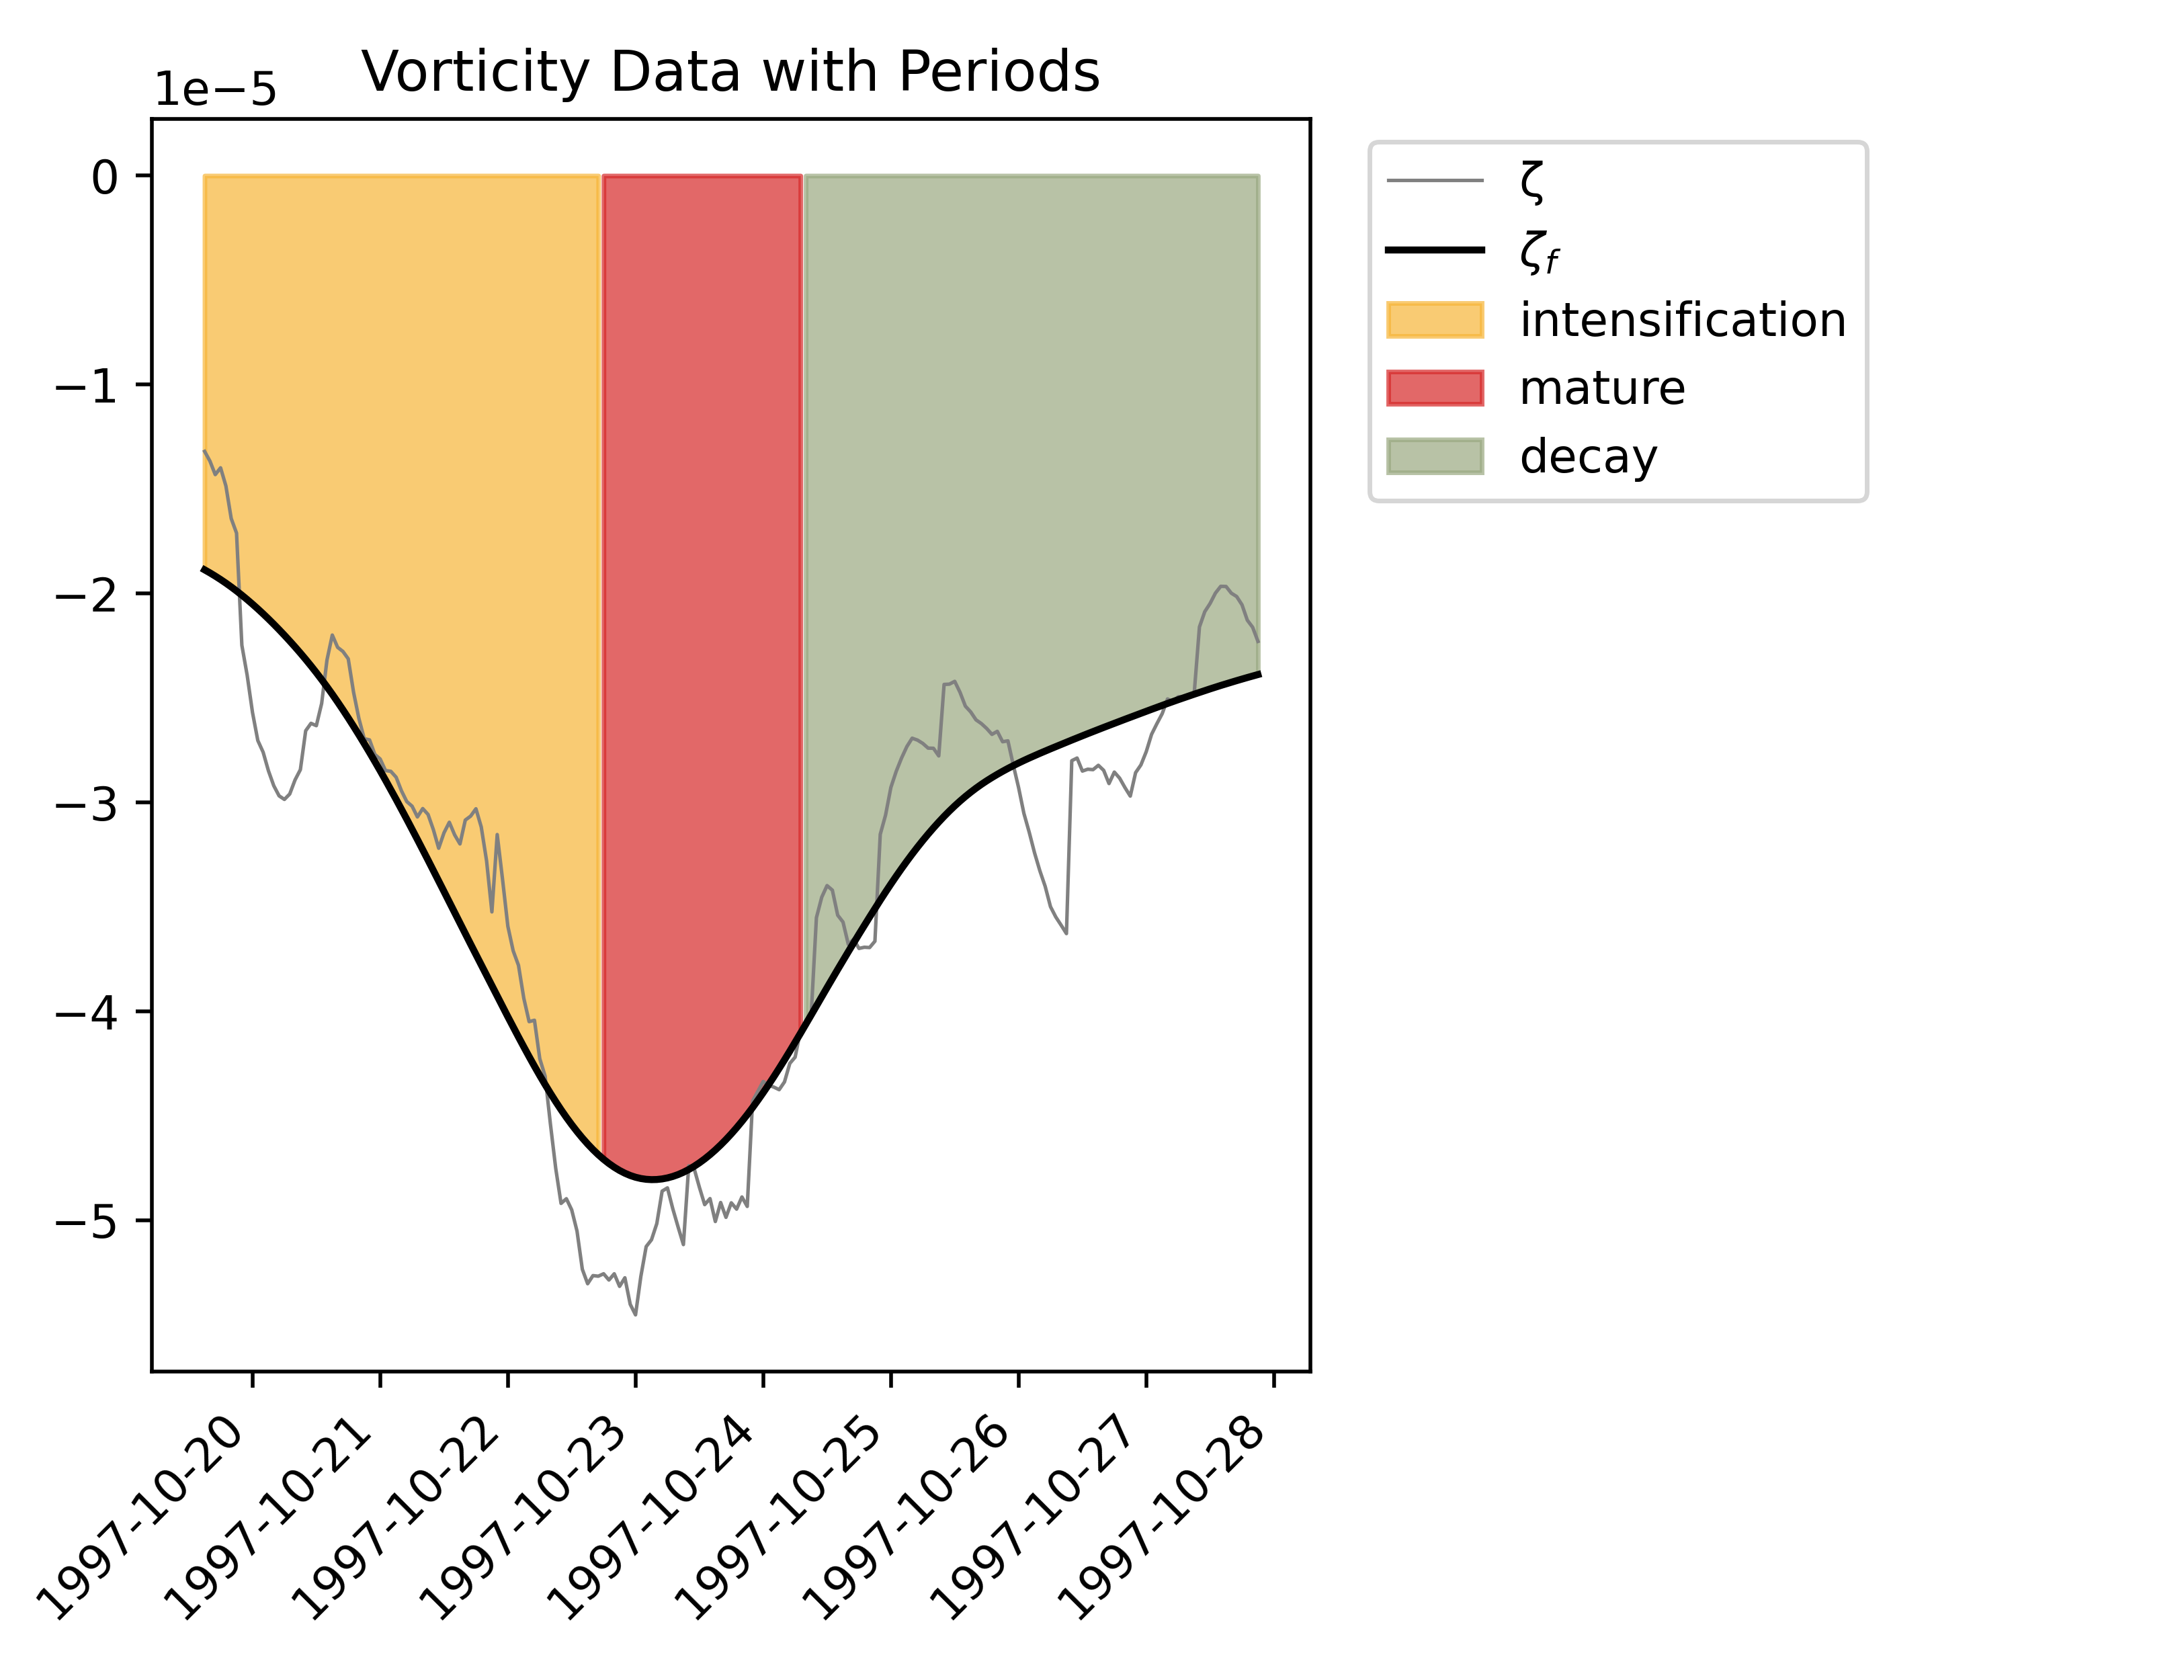 Vorticity Data with Periods
1e−5
0
−1
−2
−3
−4
−5
1997-10-20
1997-10-21
1997-10-22
1997-10-23
1997-10-24
1997-10-25
1997-10-26
1997-10-27
1997-10-28
ζ
ζf
intensification
mature
decay